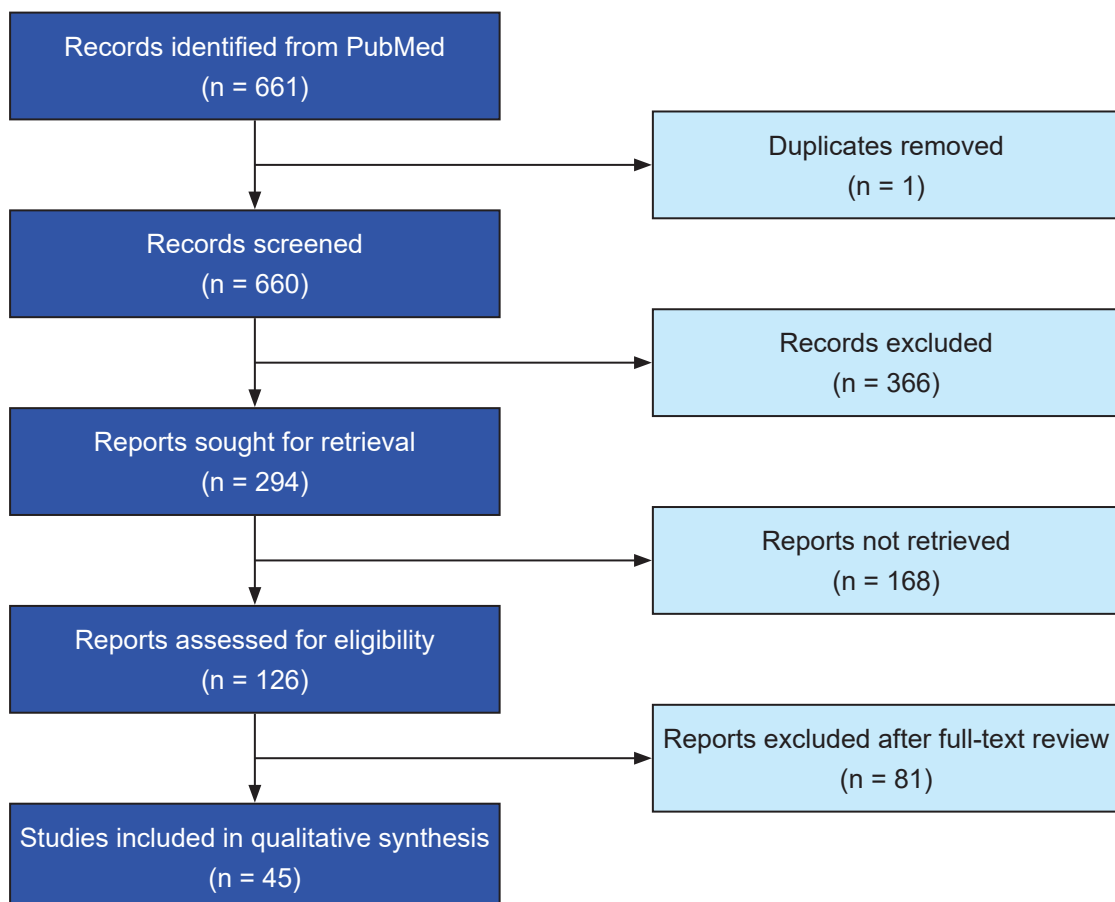 Records identified from PubMed
(n = 661)
Duplicates removed
(n = 1)
Records screened
(n = 660)
Records excluded
(n = 366)
Reports sought for retrieval
(n = 294)
Reports not retrieved
(n = 168)
Reports assessed for eligibility
(n = 126)
Reports excluded after full-text review
(n = 81)
Studies included in qualitative synthesis
(n = 45)